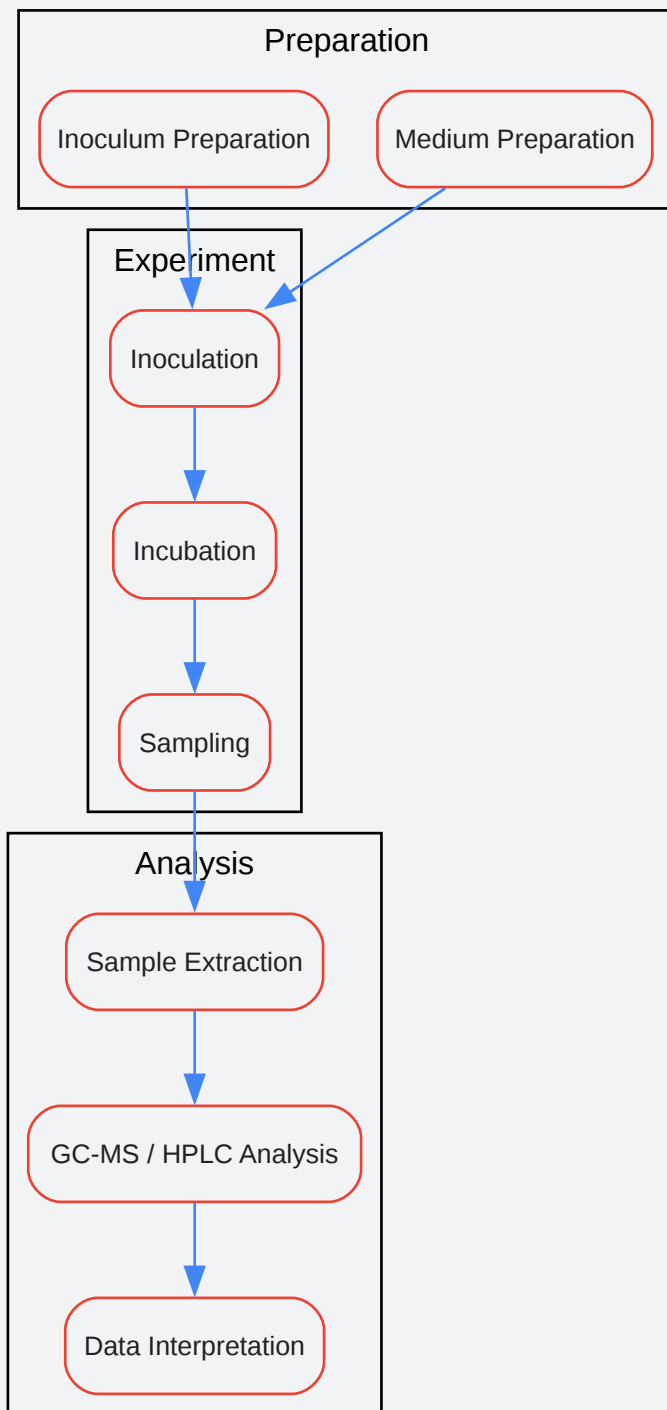 Preparation
Inoculum Preparation
Medium Preparation
Experiment
Inoculation
Incubation
Sampling
Analysis
Sample Extraction
GC-MS / HPLC Analysis
Data Interpretation